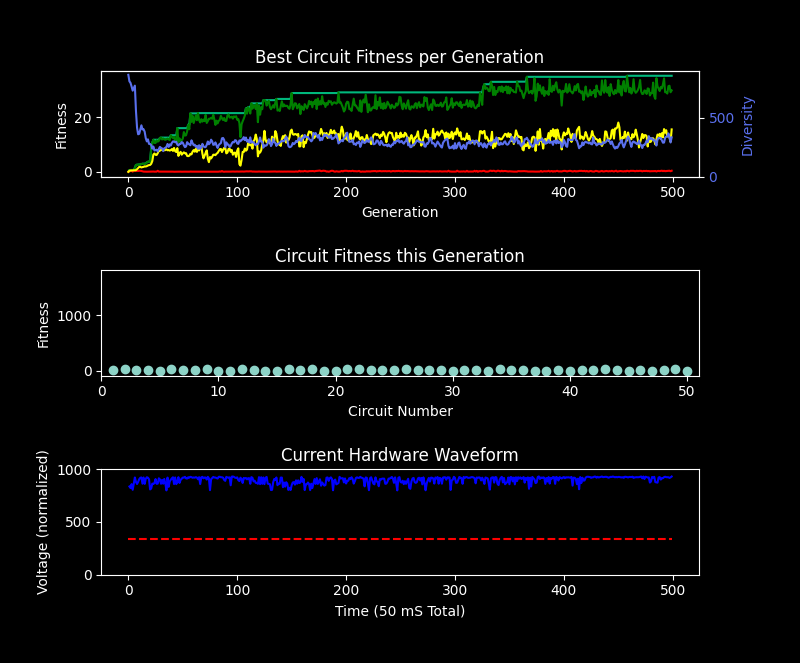 Best Circuit Fitness per Generation
Fitness
20
0
500
0
Diversity
0 100 200 300 400 500
Generation
Circuit Fitness this Generation
Fitness
1000
0
0 10 20 30 40 50
Circuit Number
Current Hardware Waveform
Voltage (normalized)
1000
500
0
0 100 200 300 400 500
Time (50 mS Total)